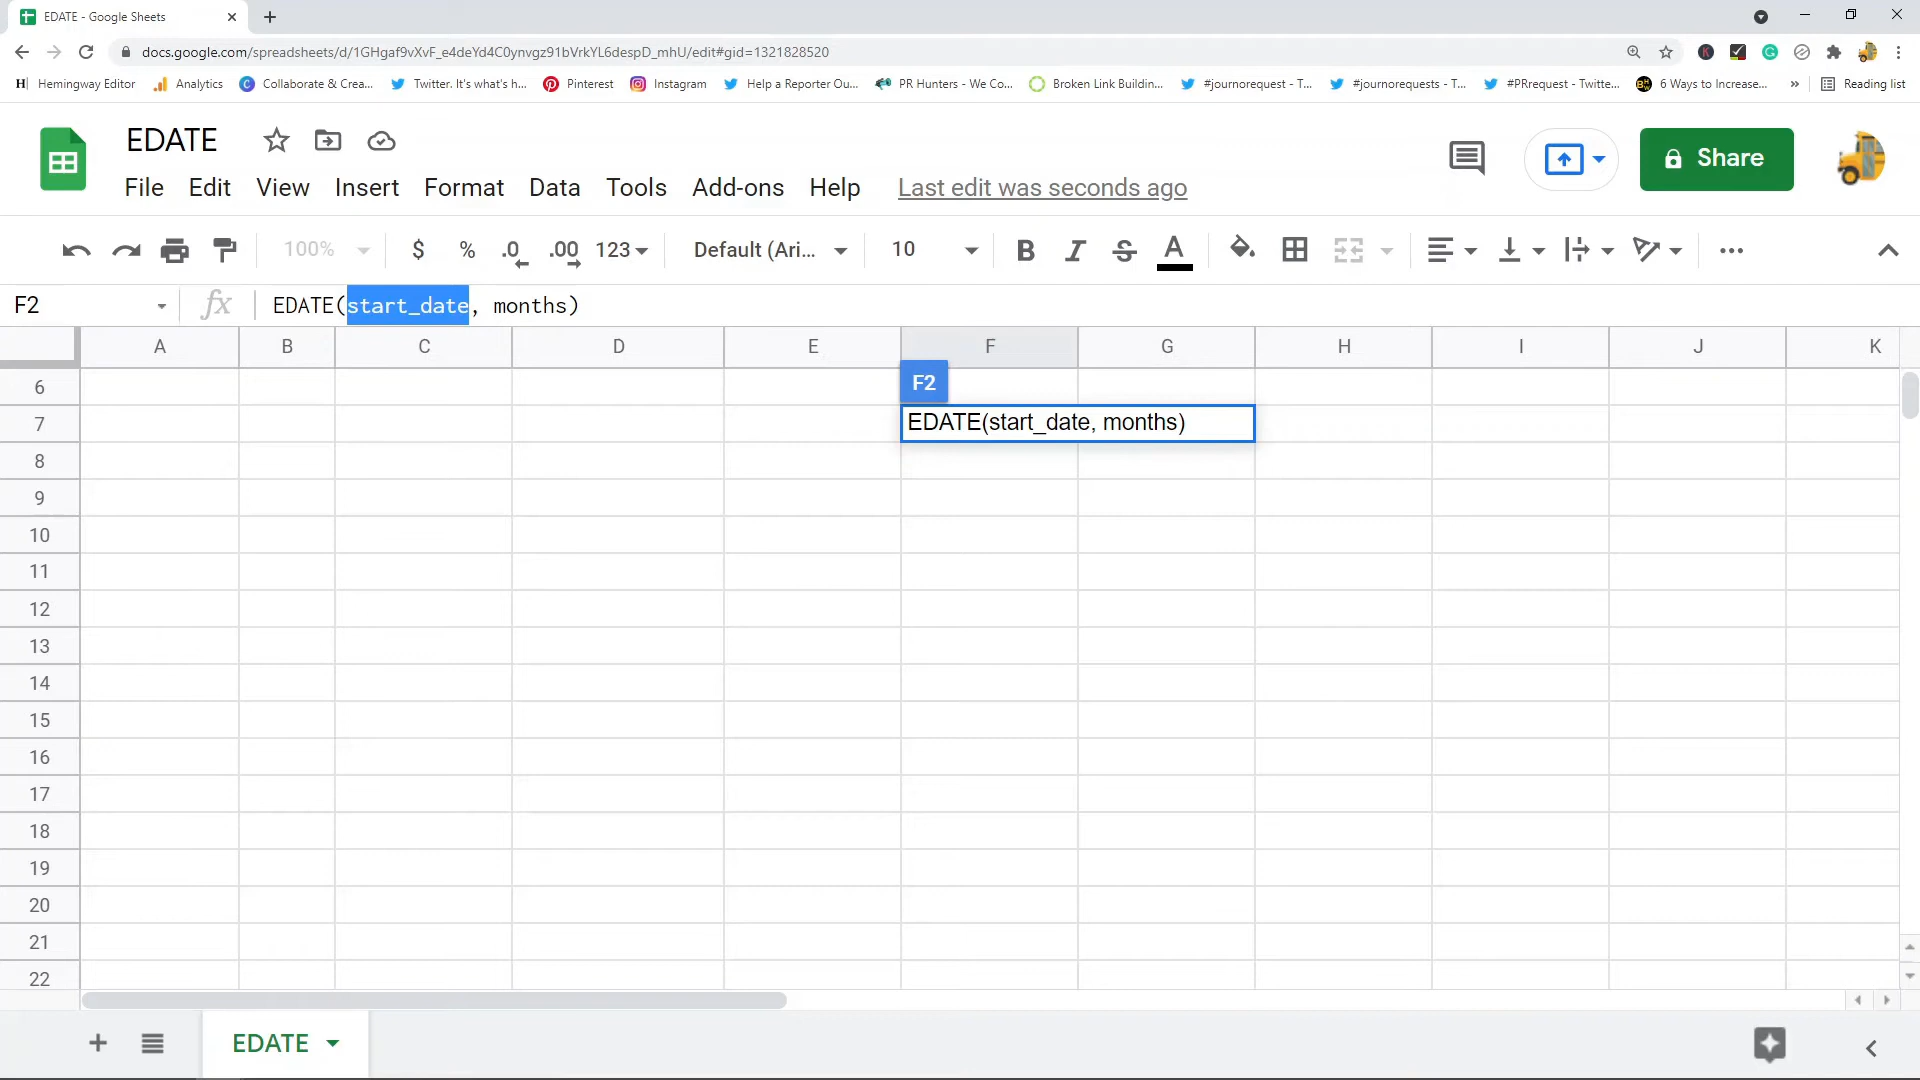 EDATE - Google Sheets
docs.google.com/spreadsheets/d/1GHgaf9vXvF_e4deYd4C0ynvgz91bVrkYL6despD_mhU/edit#gid=1321828520
Hemingway Editor Analytics Collaborate & Crea... Twitter. It's what's h... Pinterest Instagram Help a Reporter Ou... PR Hunters - We Co... Broken Link Building... #journorequest - T... #journorequests - T... #PRrequest - Twitte... 6 Ways to Increase... » Reading list
EDATE
Share
File Edit View Insert Format Data Tools Add-ons Help Last edit was seconds ago
100% $ % .0 .00 123 Default (Ari... 10 B I S A
F2 fx EDATE(start_date, months)
A B C D E F G H I J K
6
F2
7 EDATE(start_date, months)
8
9
10
11
12
13
14
15
16
17
18
19
20
21
22
EDATE